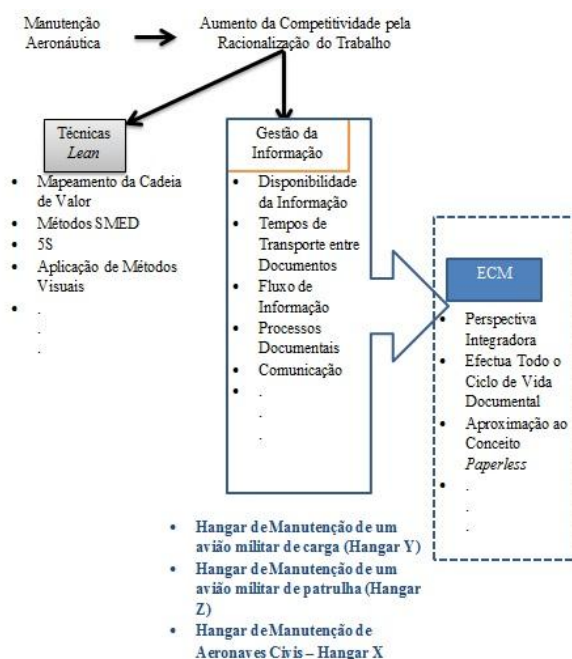 Manutenção
Aeronáutica
Aumento da Competitividade pela
Racionalização do Trabalho
Técnicas
Lean
• Mapeamento da Cadeia
de Valor
• Métodos SMED
• 5S
• Aplicação de Métodos
Visuais
• .
.
.
Gestão da
Informação
• Disponibilidade
da Informação
• Tempos de
Transporte entre
Documentos
• Fluxo de
Informação
• Processos
Documentais
• Comunicação
• .
.
.
ECM
• Perspectiva
Integradora
• Efectua Todo o
Ciclo de Vida
Documental
• Aproximação ao
Conceito
Paperless
• .
.
.
• Hangar de Manutenção de um
avião militar de carga (Hangar Y)
• Hangar de Manutenção de um
avião militar de patrulha (Hangar
Z)
• Hangar de Manutenção de
Aeronaves Civis – Hangar X